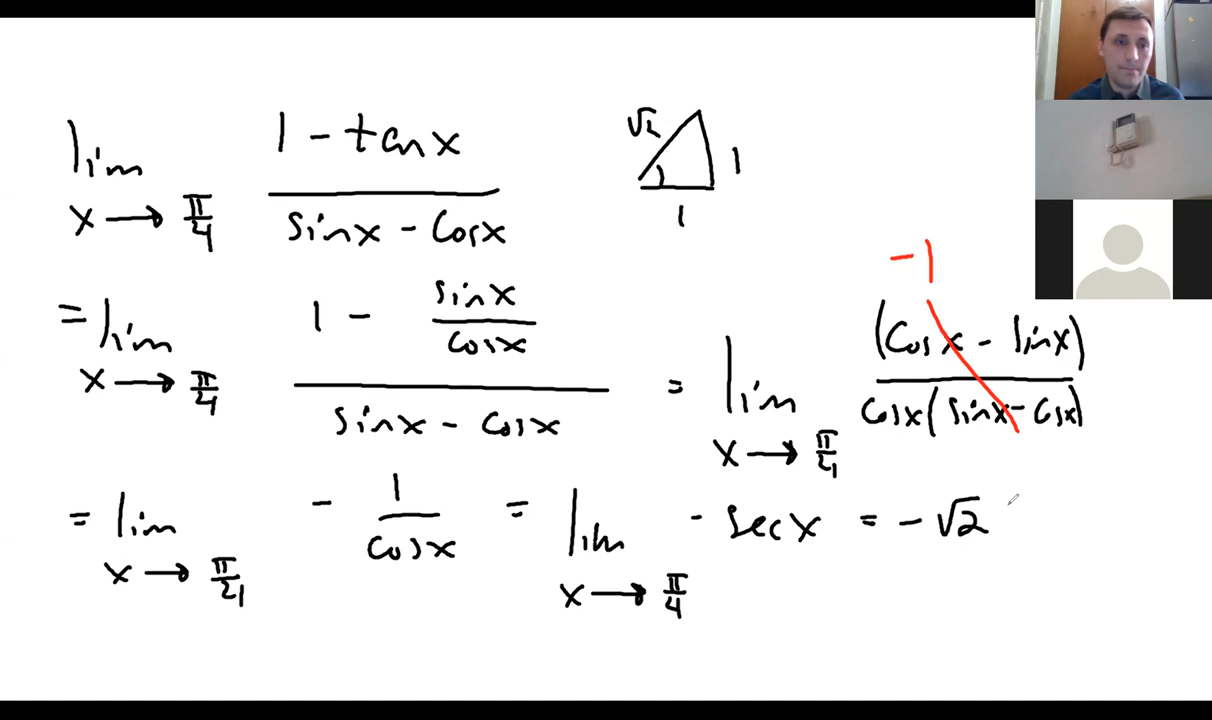 lim x → π/4 (1 - tan x)/(sin x - cos x)
√2 1 1
= lim x → π/4 (1 - sin x/cos x)/(sin x - cos x)
-1
= lim x → π/4 (cos x - sin x)/(cos x(sin x - cos x))
= lim x → π/4 - 1/cos x = lim x → π/4 - sec x = -√2